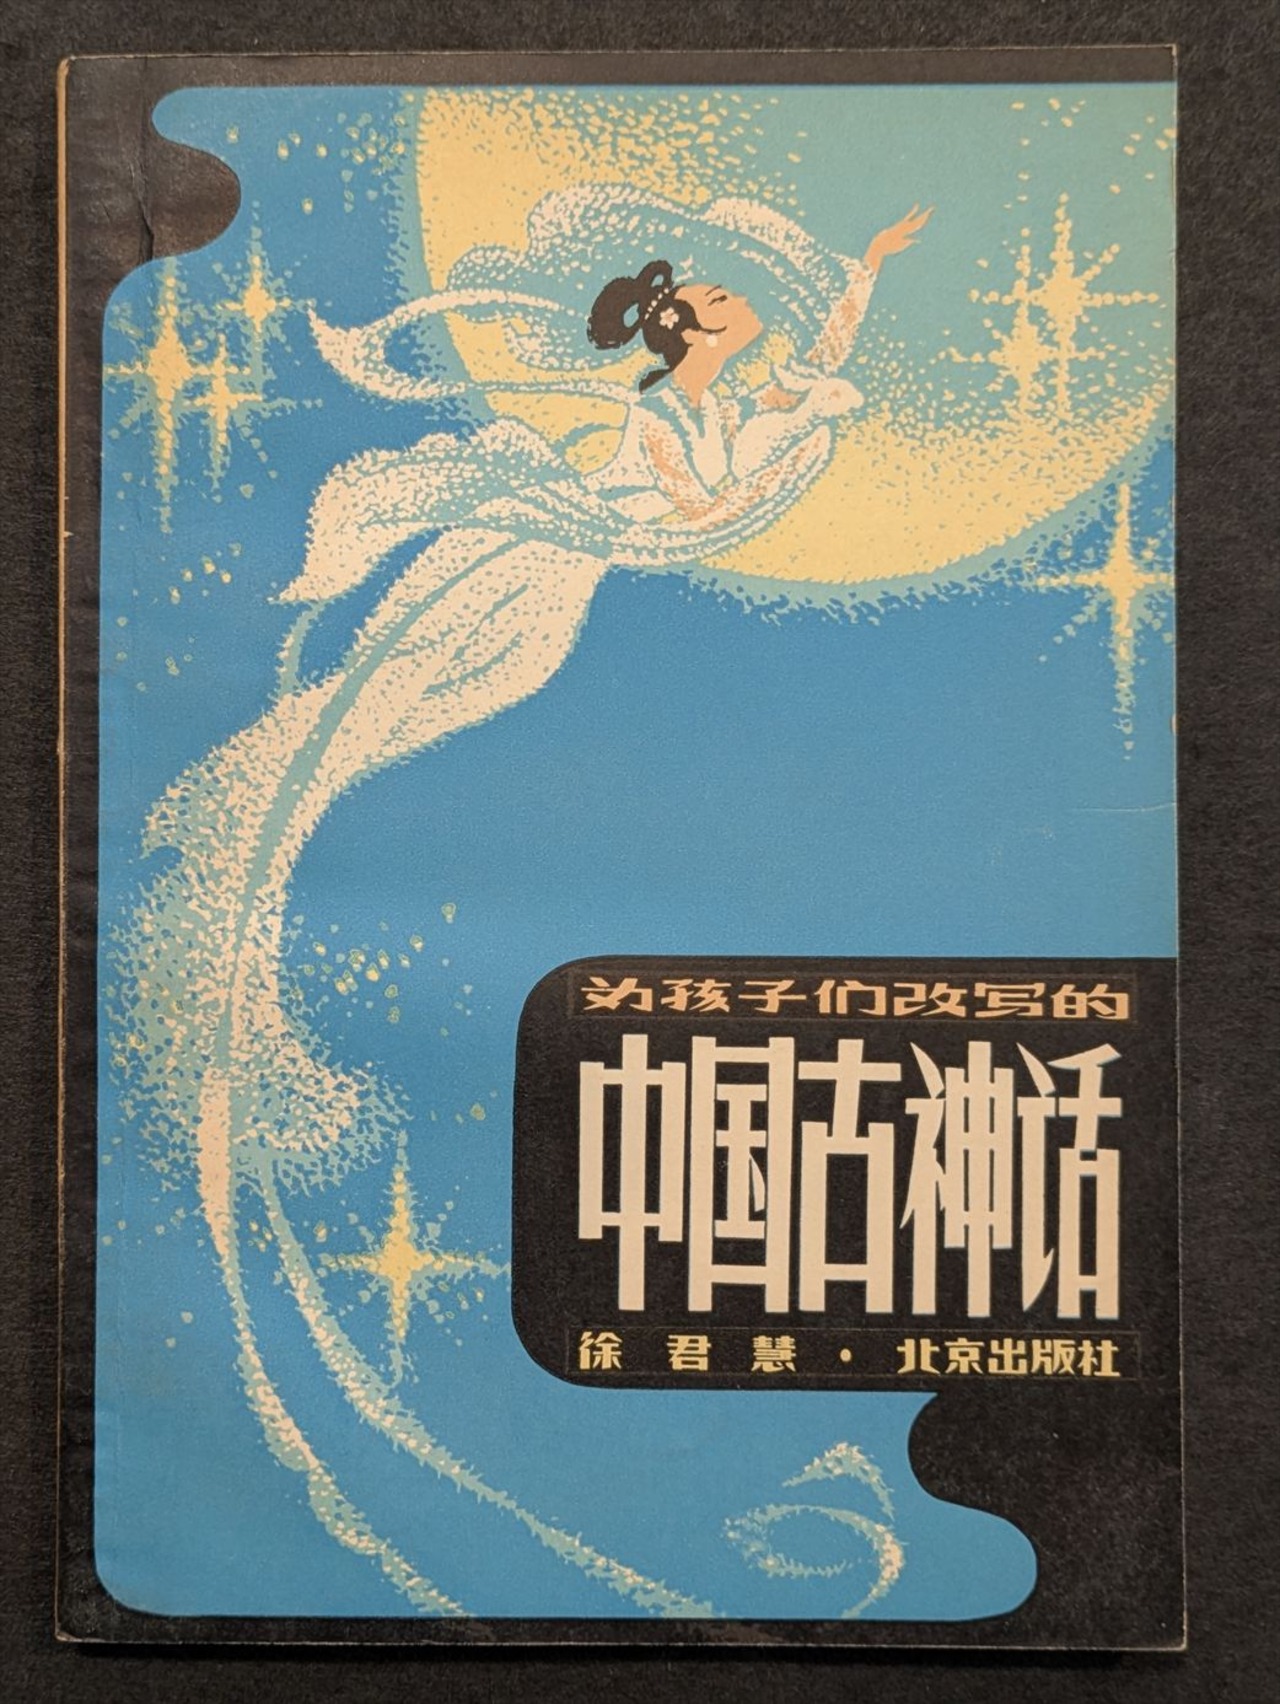 为孩子们改写的
中国古神话
徐君慧·北京出版社